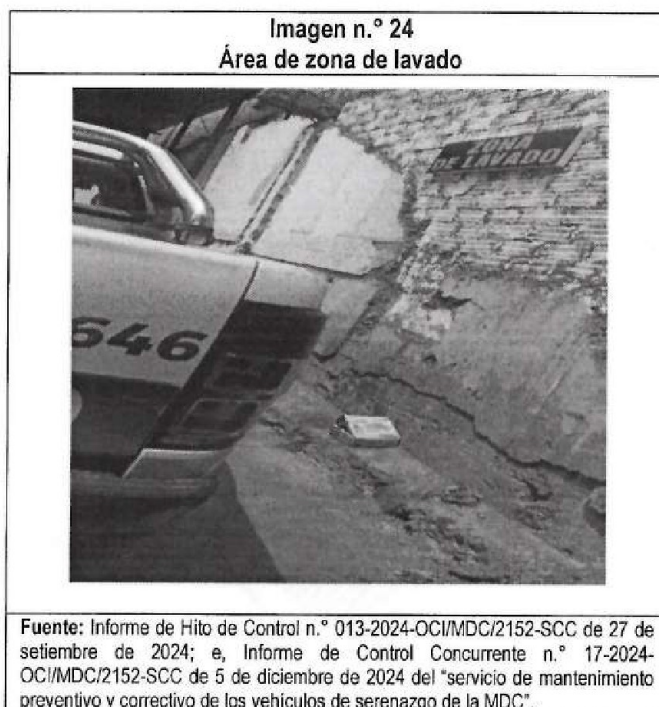 Imagen n.° 24
Área de zona de lavado
ZONA
DE LAVADO
646
Fuente: Informe de Hito de Control n.° 013-2024-OCI/MDC/2152-SCC de 27 de
setiembre de 2024; e, Informe de Control Concurrente n.° 17-2024-
OCI/MDC/2152-SCC de 5 de diciembre de 2024 del "servicio de mantenimiento
preventivo y correctivo de los vehículos de serenazgo de la MDC".